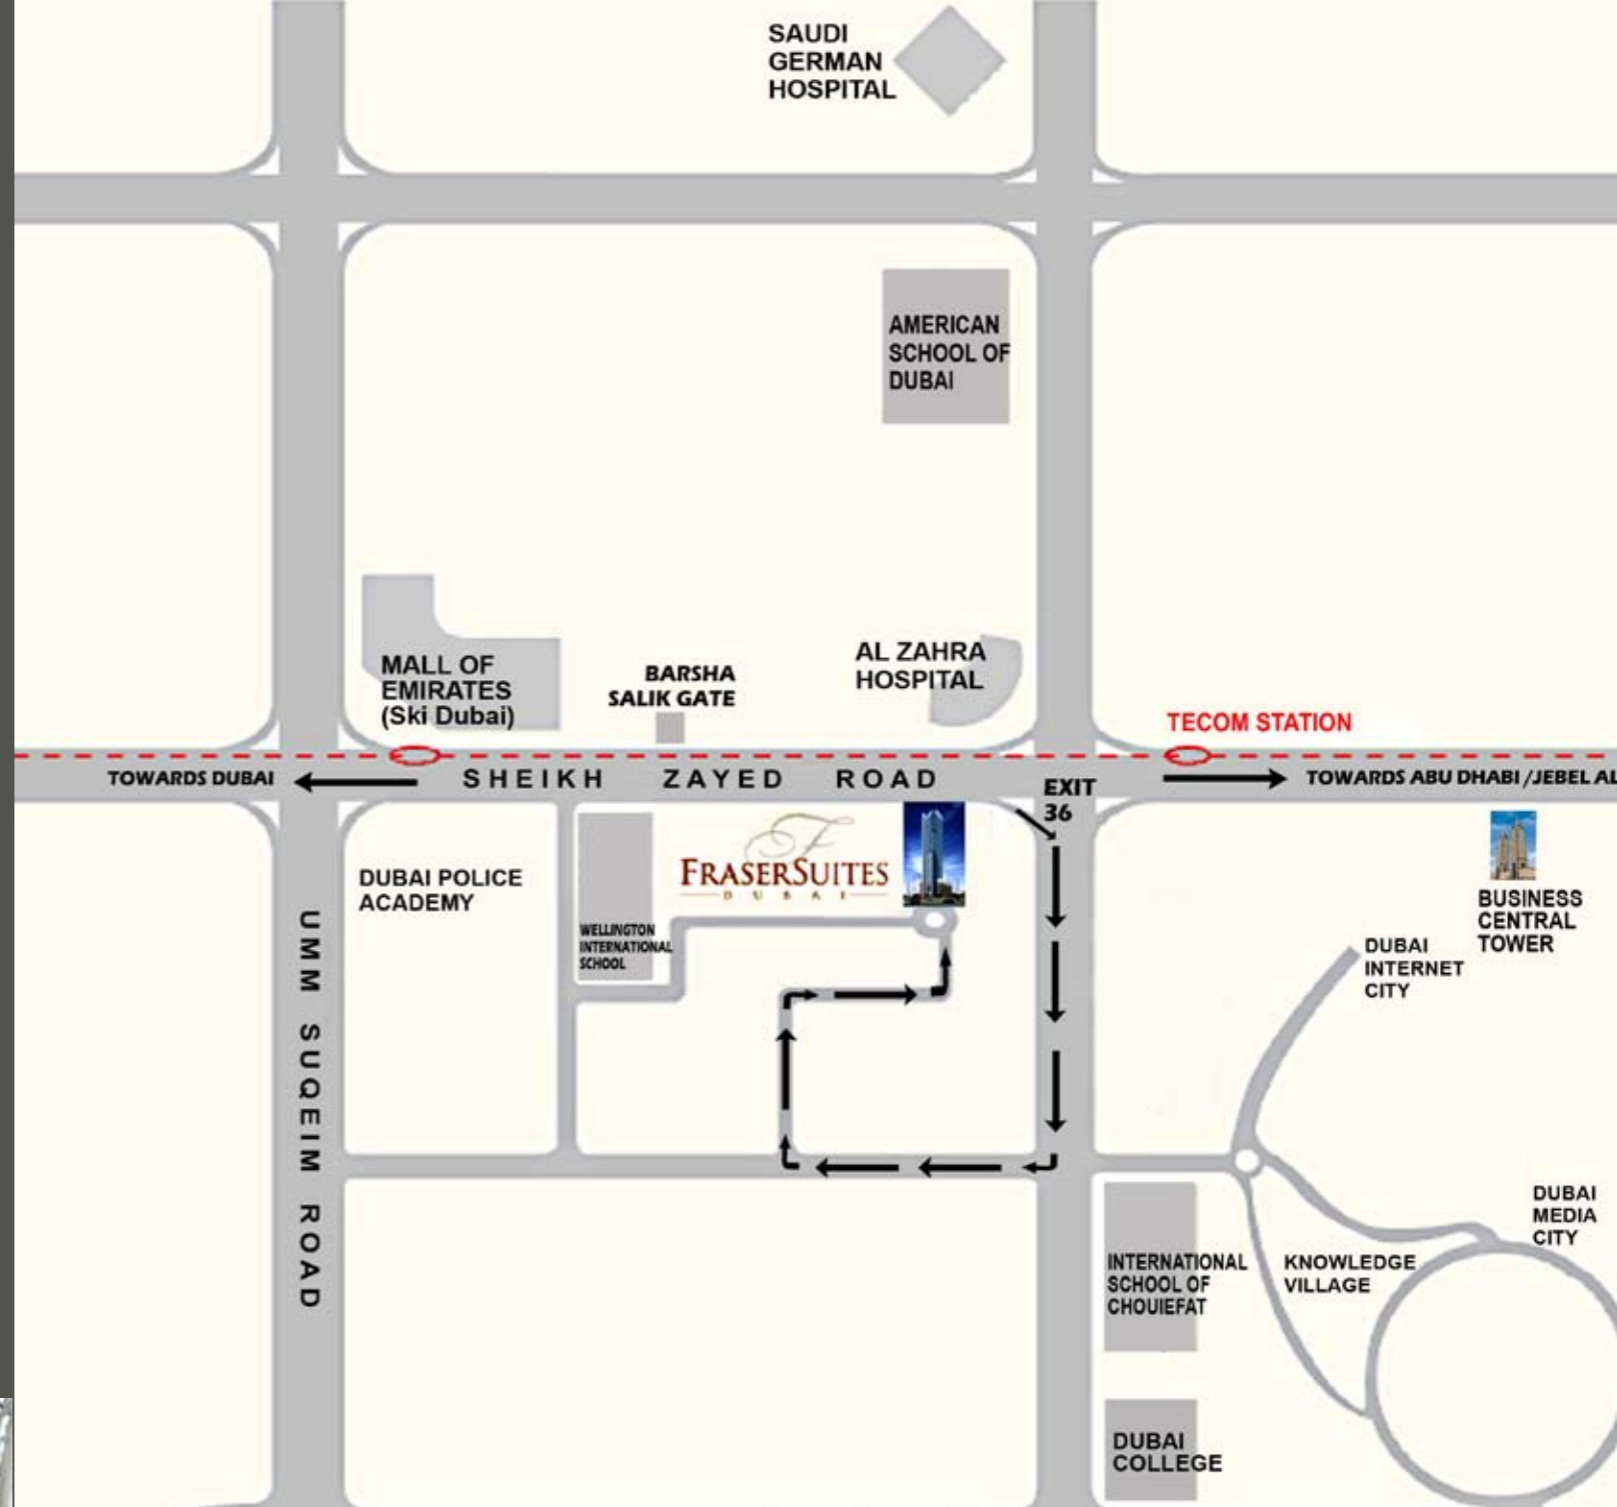 SAUDI
GERMAN
HOSPITAL
AMERICAN
SCHOOL OF
DUBAI
MALL OF
EMIRATES
(Ski Dubai)
BARSHA
SALIK GATE
AL ZAHRA
HOSPITAL
TECOM STATION
TOWARDS DUBAI
SHEIKH ZAYED ROAD
EXIT
36
TOWARDS ABU DHABI /JEBEL AL
DUBAI POLICE
ACADEMY
WELLINGTON
INTERNATIONAL
SCHOOL
F
FRASERSUITES
DUBAI
BUSINESS
CENTRAL
TOWER
DUBAI
INTERNET
CITY
UMM SUQEIM ROAD
DUBAI
MEDIA
CITY
INTERNATIONAL
SCHOOL OF
CHOUIEFAT
KNOWLEDGE
VILLAGE
DUBAI
COLLEGE